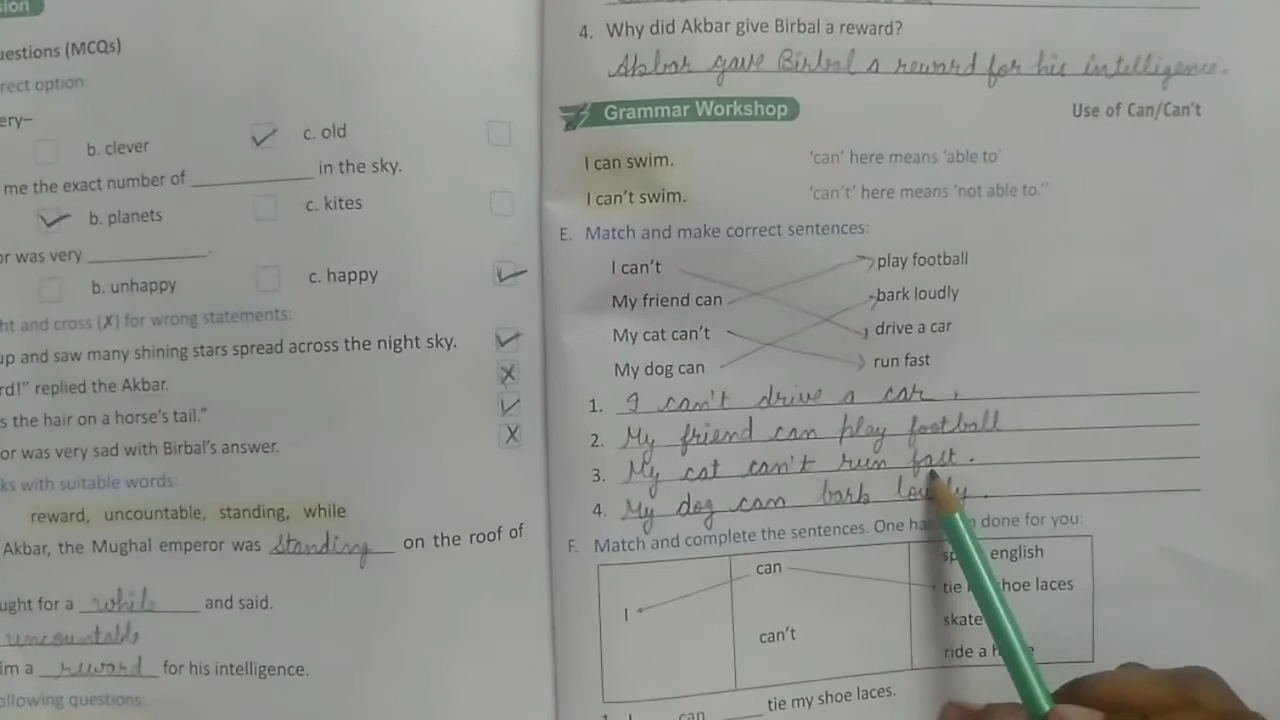 sion
uestions (MCQs)
rect option:
ery–
b. clever
c. old
me the exact number of __________ in the sky.
b. planets
c. kites
or was very __________.
b. unhappy
c. happy
ht and cross (✗) for wrong statements:
up and saw many shining stars spread across the night sky.
rd!" replied the Akbar.
s the hair on a horse's tail."
or was very sad with Birbal's answer.
ks with suitable words:
reward, uncountable, standing, while
Akbar, the Mughal emperor was standing on the roof of
ught for a while and said.
uncountable
im a reward for his intelligence.
ollowing questions:
4. Why did Akbar give Birbal a reward?
Akbar gave Birbal a reward for his intelligence.
Grammar Workshop
Use of Can/Can't
I can swim. 'can' here means 'able to'
I can't swim. 'can't' here means 'not able to."
E. Match and make correct sentences:
I can't play football
My friend can bark loudly
My cat can't drive a car
My dog can run fast
1. I can't drive a car.
2. My friend can play football
3. My cat can't run fast.
4. My dog can bark
F. Match and complete the sentences. One done for you:
I
can
can't
english
tie shoe laces
skate
ride a
can tie my shoe laces.